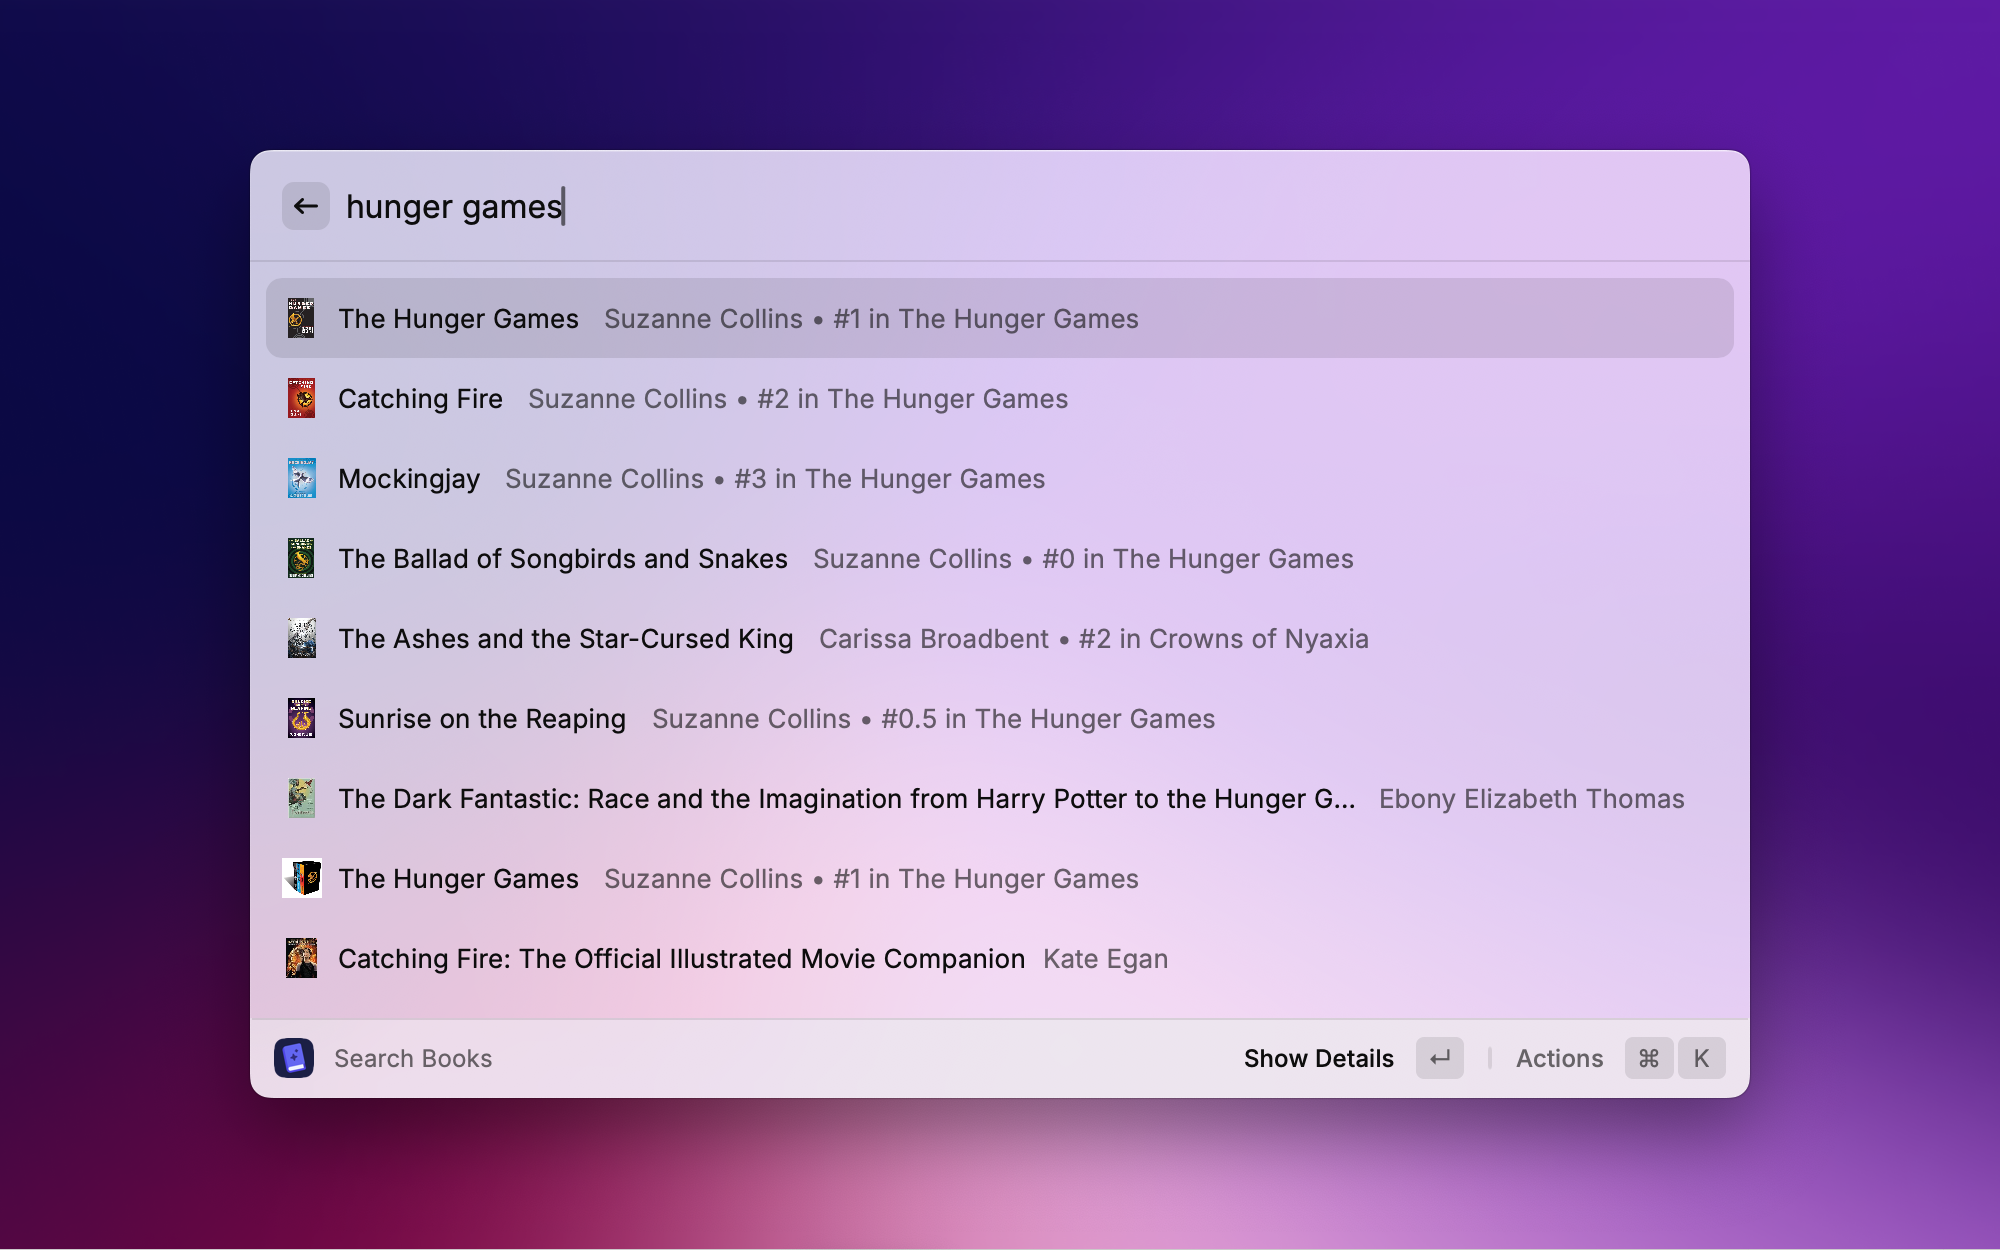 hunger games
The Hunger Games Suzanne Collins • #1 in The Hunger Games
Catching Fire Suzanne Collins • #2 in The Hunger Games
Mockingjay Suzanne Collins • #3 in The Hunger Games
The Ballad of Songbirds and Snakes Suzanne Collins • #0 in The Hunger Games
The Ashes and the Star-Cursed King Carissa Broadbent • #2 in Crowns of Nyaxia
Sunrise on the Reaping Suzanne Collins • #0.5 in The Hunger Games
The Dark Fantastic: Race and the Imagination from Harry Potter to the Hunger G... Ebony Elizabeth Thomas
The Hunger Games Suzanne Collins • #1 in The Hunger Games
Catching Fire: The Official Illustrated Movie Companion Kate Egan
Search Books Show Details ↵ Actions ⌘ K